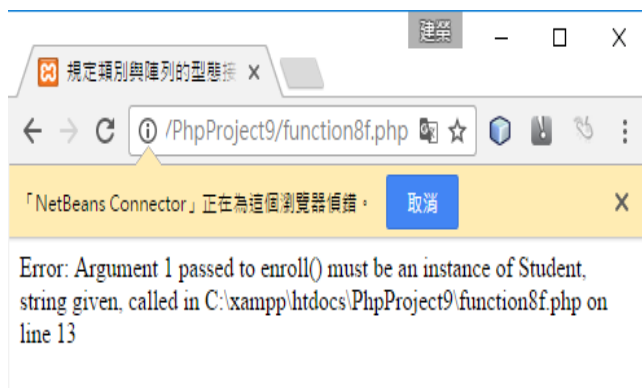 建榮
規定類別與陣列的型態接
/PhpProject9/function8f.php
「NetBeans Connector」正在為這個瀏覽器偵錯。 取消
Error: Argument 1 passed to enroll() must be an instance of Student,
string given, called in C:\xampp\htdocs\PhpProject9\function8f.php on
line 13